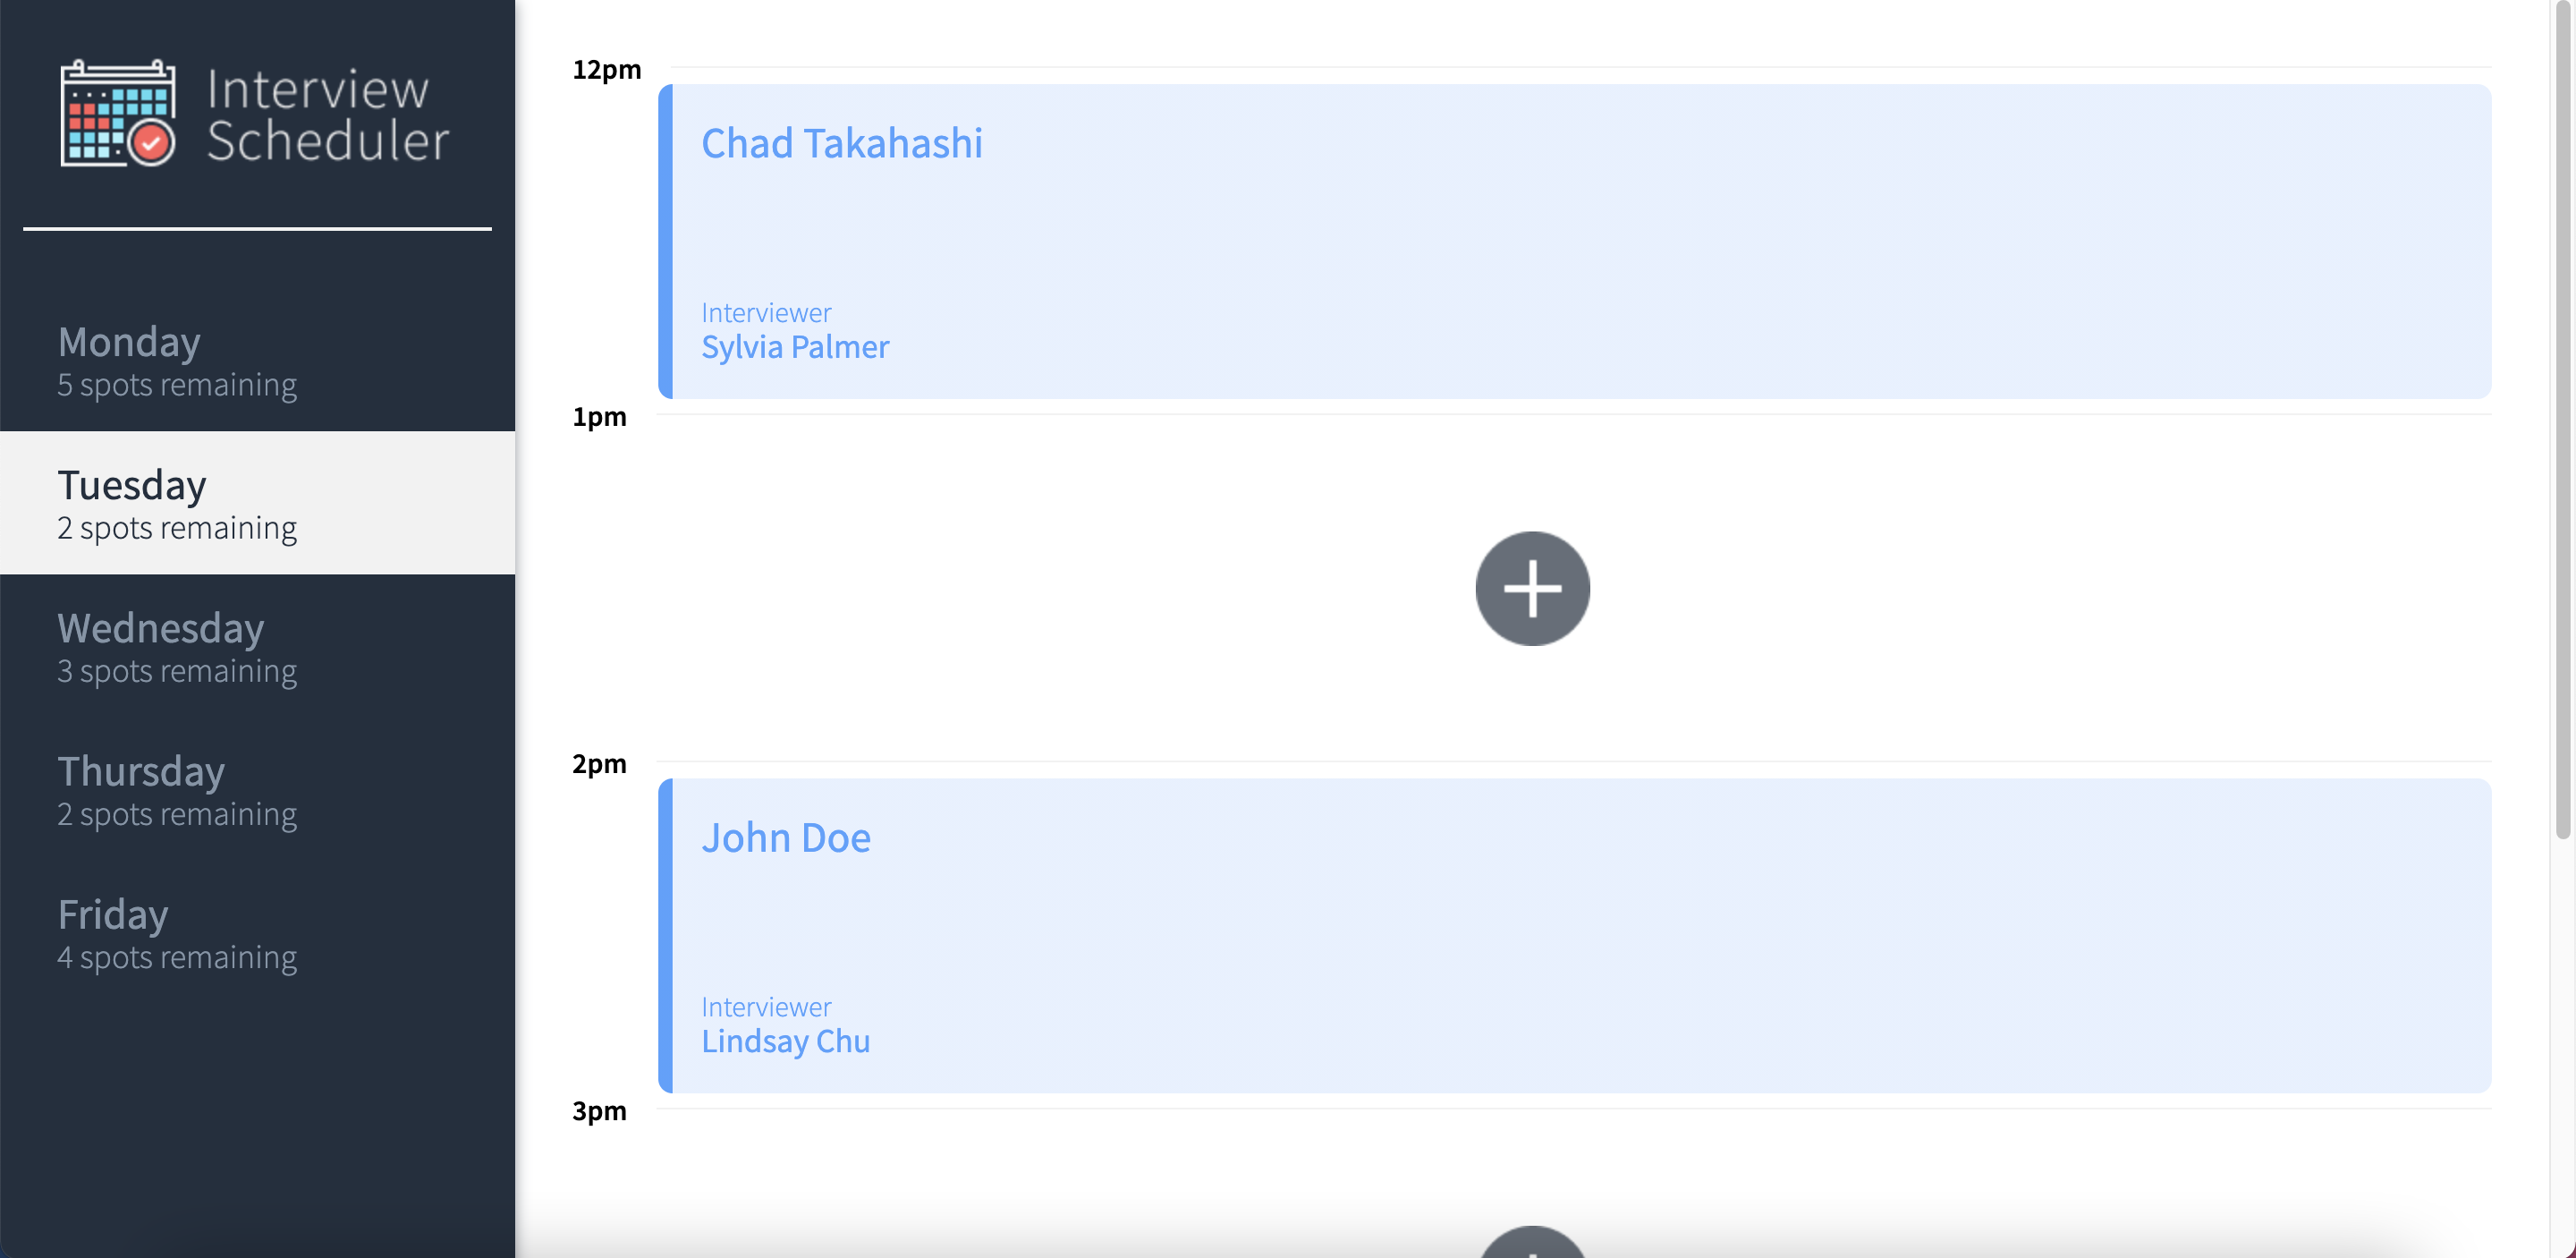 Interview
Scheduler
Monday
5 spots remaining
Tuesday
2 spots remaining
Wednesday
3 spots remaining
Thursday
2 spots remaining
Friday
4 spots remaining
12pm
Chad Takahashi
Interviewer
Sylvia Palmer
1pm
2pm
John Doe
Interviewer
Lindsay Chu
3pm